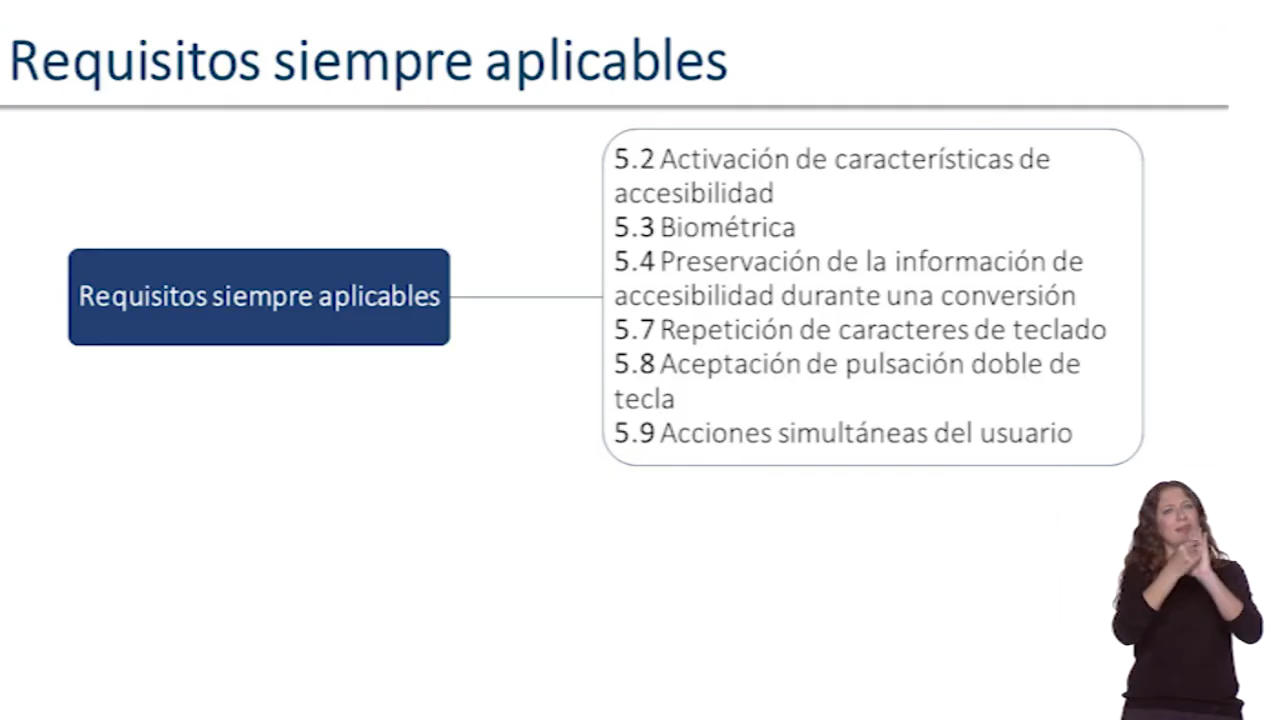 Requisitos siempre aplicables
Requisitos siempre aplicables
5.2 Activación de características de
accesibilidad
5.3 Biométrica
5.4 Preservación de la información de
accesibilidad durante una conversión
5.7 Repetición de caracteres de teclado
5.8 Aceptación de pulsación doble de
tecla
5.9 Acciones simultáneas del usuario